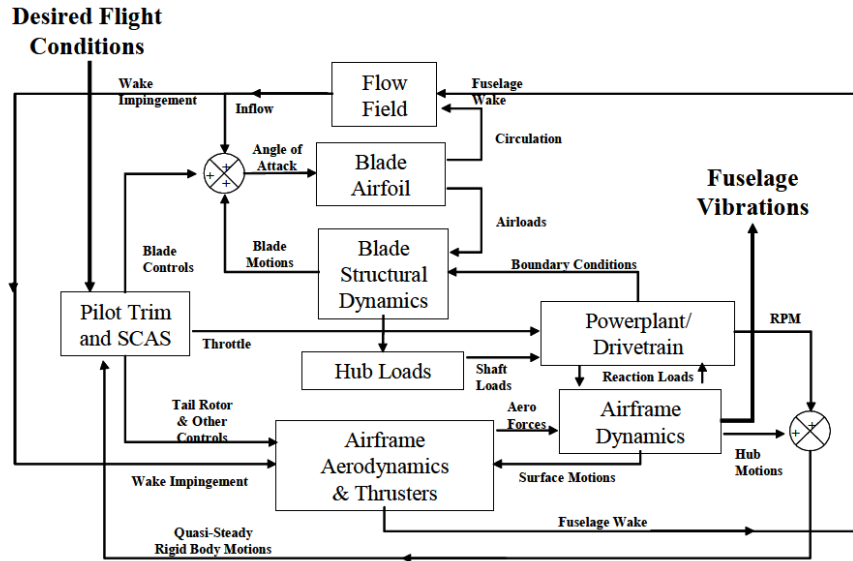 Desired Flight
Conditions
Wake
Impingement
Inflow
Flow
Field
Fuselage
Wake
Circulation
Angle of
Attack
Blade
Airfoil
+
+
+
Fuselage
Vibrations
Airloads
Blade
Controls
Blade
Motions
Blade
Structural
Dynamics
Boundary Conditions
Pilot Trim
and SCAS
Throttle
Powerplant/
Drivetrain
RPM
Hub Loads
Shaft
Loads
Reaction Loads
Tail Rotor
& Other
Controls
Airframe
Aerodynamics
& Thrusters
Aero
Forces
Airframe
Dynamics
+
+
Hub
Motions
Wake Impingement
Surface Motions
Fuselage Wake
Quasi-Steady
Rigid Body Motions